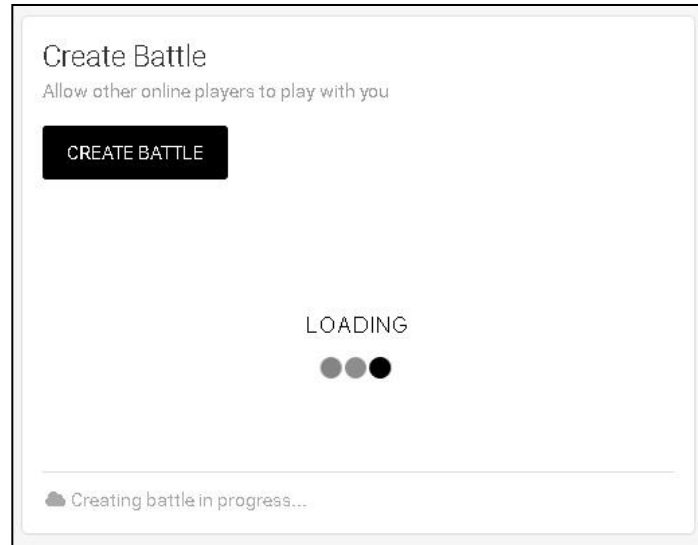 Create Battle
Allow other online players to play with you
CREATE BATTLE
LOADING
Creating battle in progress...